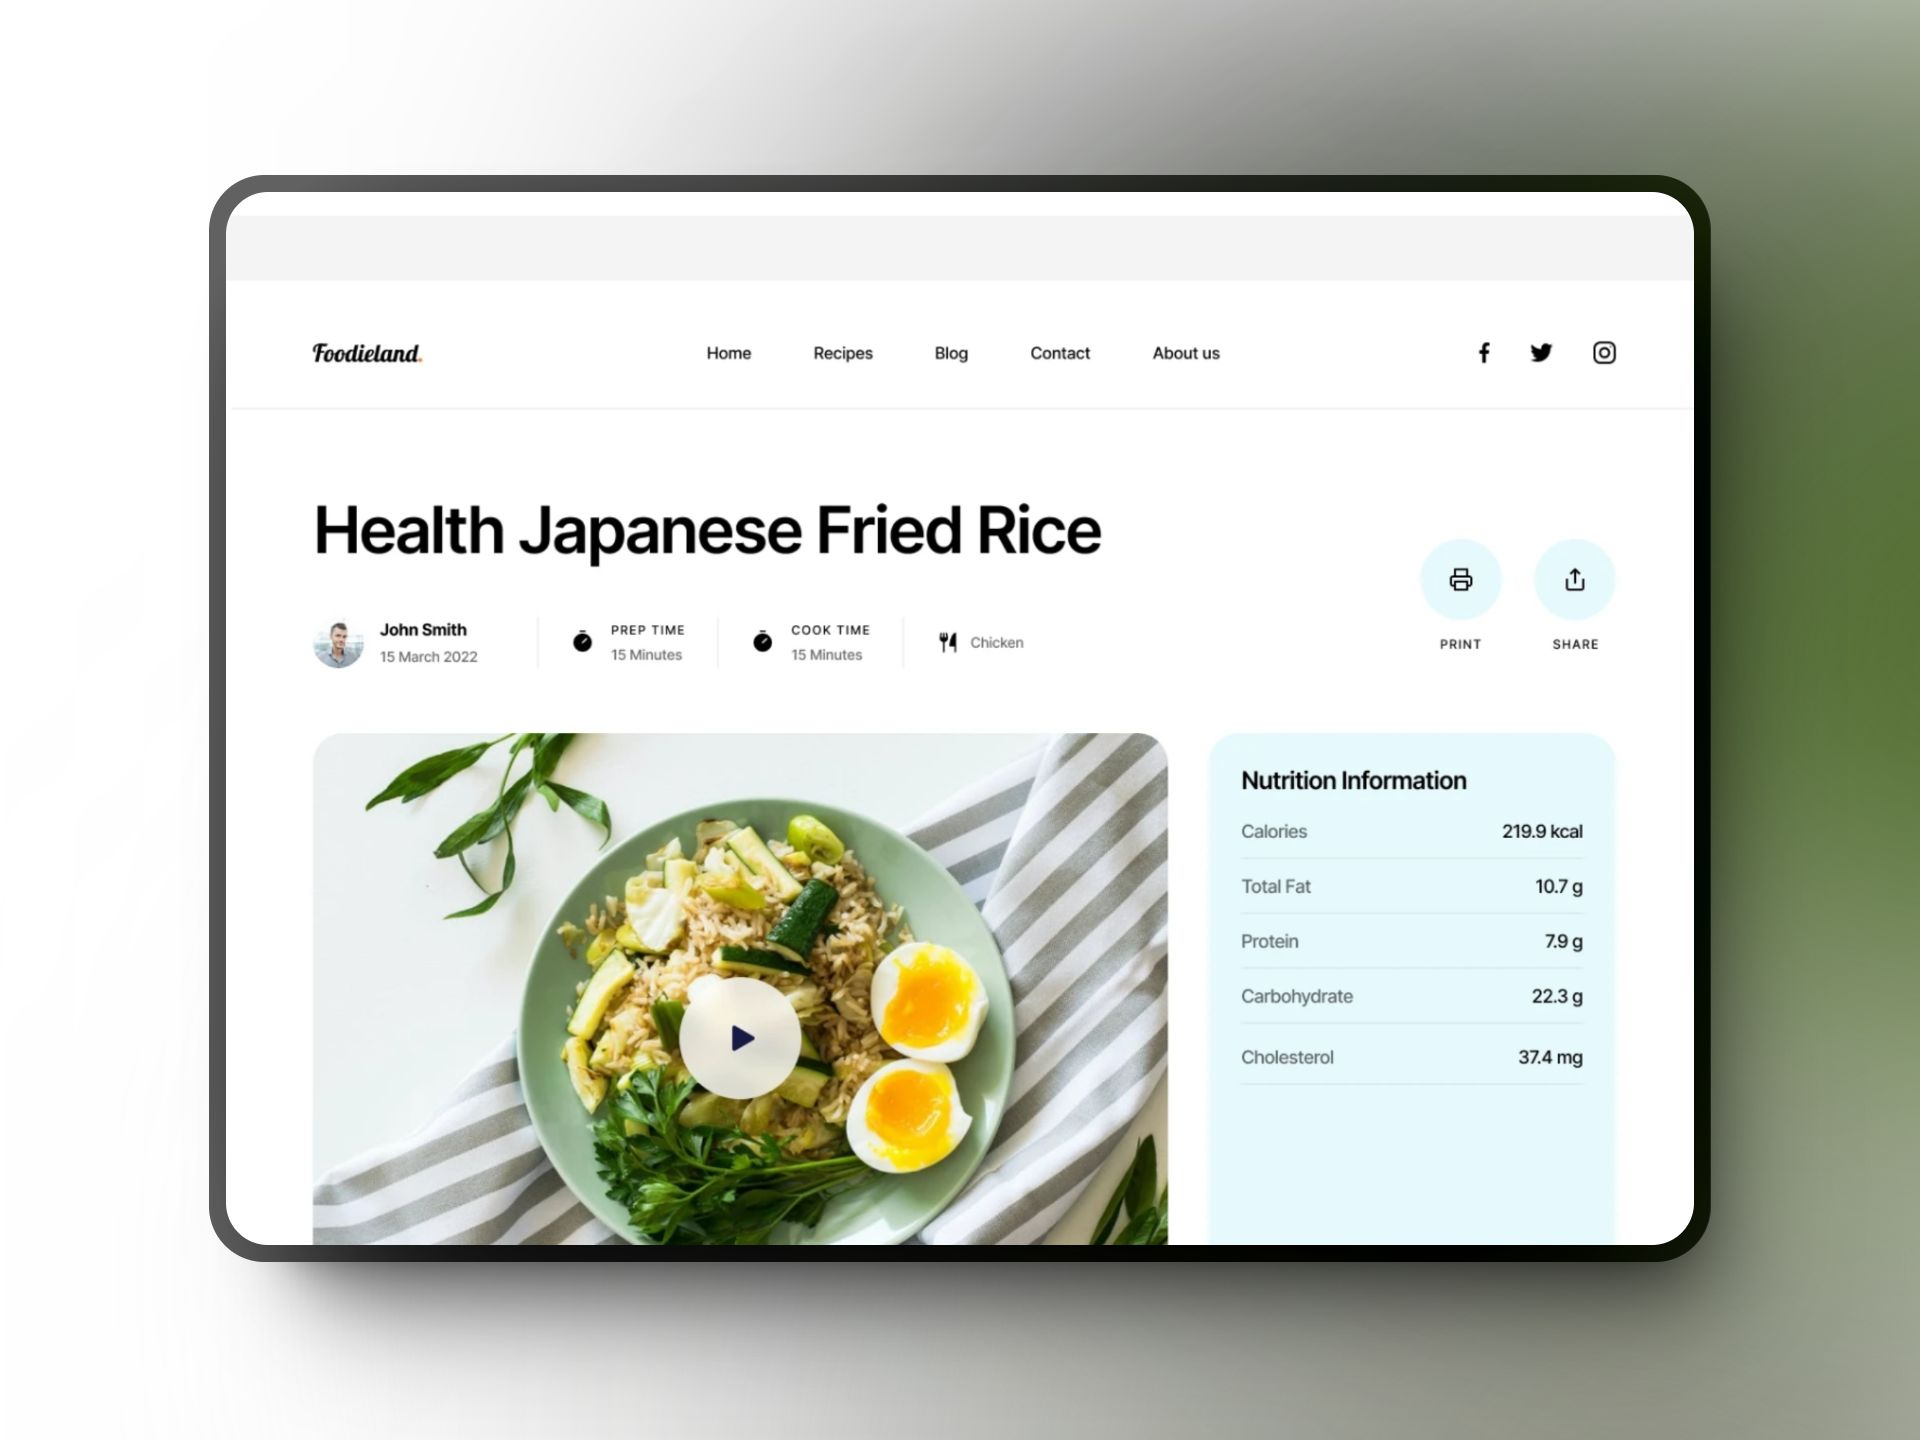 Foodieland.
Home Recipes Blog Contact About us
Health Japanese Fried Rice
John Smith
15 March 2022
PREP TIME
15 Minutes
COOK TIME
15 Minutes
Chicken
PRINT
SHARE
Nutrition Information
Calories 219.9 kcal
Total Fat 10.7 g
Protein 7.9 g
Carbohydrate 22.3 g
Cholesterol 37.4 mg